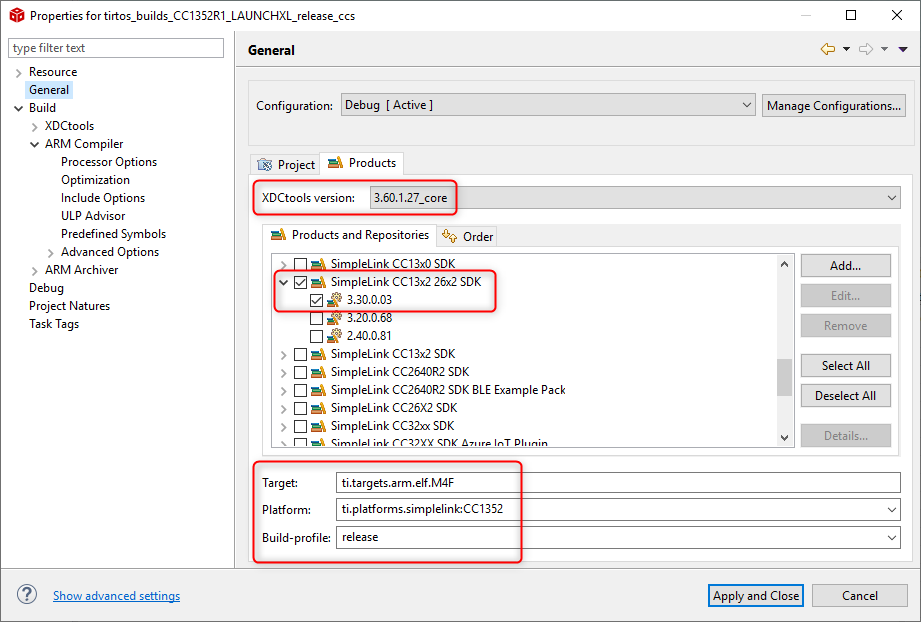 Properties for tirtos_builds_CC1352R1_LAUNCHXL_release_ccs
type filter text
Resource
General
Build
XDCtools
ARM Compiler
Processor Options
Optimization
Include Options
ULP Advisor
Predefined Symbols
Advanced Options
ARM Archiver
Debug
Project Natures
Task Tags
General
Configuration: Debug [ Active ] Manage Configurations...
Project Products
XDCtools version: 3.60.1.27_core
Products and Repositories Order
SimpleLink CC13x0 SDK
SimpleLink CC13x2 26x2 SDK
3.30.0.03
3.20.0.68
2.40.0.81
SimpleLink CC13x2 SDK
SimpleLink CC2640R2 SDK
SimpleLink CC2640R2 SDK BLE Example Pack
SimpleLink CC26X2 SDK
SimpleLink CC32xx SDK
SimpleLink CC32XX SDK Azure IoT Plugin
Add...
Edit...
Remove
Select All
Deselect All
Details...
Target: ti.targets.arm.elf.M4F
Platform: ti.platforms.simplelink:CC1352
Build-profile: release
? Show advanced settings
Apply and Close Cancel